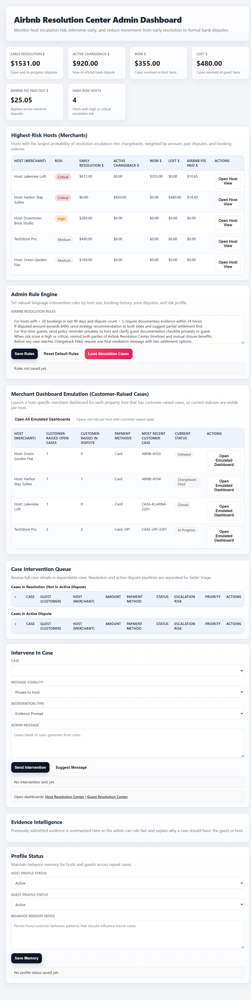 Airbnb Resolution Center Admin Dashboard
Monitor host escalation risk, intervene early, and reduce movement from early resolution to formal bank disputes.
EARLY RESOLUTION $
$1531.00
Open and in-progress disputes
ACTIVE CHARGEBACK $
$920.00
Now in official bank dispute
WON $
$355.00
Cases resolved in host favor
LOST $
$480.00
Cases resolved in guest favor
AIRBNB FEE PAID OUT $
$25.05
Applied across resolved
disputes
HIGH-RISK HOSTS
4
Hosts with high or critical
escalation risk
Highest-Risk Hosts (Merchants)
Hosts with the largest probability of resolution escalation into chargebacks, weighted by amount, past disputes, and booking
volume.
HOST (MERCHANT)
RISK
EARLY
RESOLUTION $
ACTIVE
CHARGEBACK $
WON $
LOST $
AIRBNB FEE
PAID $
ACTIONS
Host: Lakeview Loft
Critical
$612.00
$0.00
$355.00
$0.00
$10.65
Open Host
View
Host: Harbor Stay
Suites
Critical
$0.00
$920.00
$0.00
$480.00
$14.40
Open Host
View
Host: Downtown
Brick Studio
High
$280.00
$0.00
$0.00
$0.00
$0.00
Open Host
View
TechStore Pro
Medium
$490.00
$0.00
$0.00
$0.00
$0.00
Open Host
View
Host: Green Garden
Flat
Medium
$149.00
$0.00
$0.00
$0.00
$0.00
Open Host
View
Admin Rule Engine
Set natural-language intervention rules by host size, booking history, prior disputes, and risk profile.
AIRBNB RESOLUTION RULES
For hosts with > 20 bookings in last 90 days and dispute count > 3, require documentary evidence within 24 hours.
If disputed amount exceeds $400, send strategy recommendation to both sides and suggest partial settlement first.
For first-time guests, send policy reminder privately to host and clarify guest documentation checklist privately to guest.
When risk score is high or critical, remind both parties of Airbnb Resolution Center timelines and mutual closure benefits.
Before any case reaches Chargeback Filed, require one final mediation message with two settlement options.
Save Rules
Reset Default Rules
Load Simulation Cases
Rules not saved yet.
Merchant Dashboard Emulation (Customer-Raised Cases)
Launch a host-specific merchant dashboard for each property host that has customer-raised cases, so current statuses are visible
per host.
Open All Emulated Dashboards
Opens one tab per host with customer-raised cases.
HOST
(MERCHANT)
CUSTOMER-
RAISED OPEN
CASES
CUSTOMER-
RAISED IN
DISPUTE
PAYMENT
METHODS
MOST RECENT
CUSTOMER
CASE
CURRENT
STATUS
ACTIONS
Host: Green
Garden Flat
1
0
Card
ABNB-4103
Initiated
Open
Emulated
Dashboard
Host: Harbor
Stay Suites
1
1
Card
ABNB-4104
Chargeback
Filed
Open
Emulated
Dashboard
Host: Lakeview
Loft
1
0
Card
CASE-KLARNA-
2201
Closed
Open
Emulated
Dashboard
TechStore Pro
2
2
Card, UPI
CASE-UPI-3301
In Progress
Open
Emulated
Dashboard
Case Intervention Queue
Review full case details in expandable rows. Resolution and active dispute pipelines are separated for faster triage.
Cases In Resolution (Not In Active Dispute)
+
CASE
GUEST
(CUSTOMER)
HOST
(MERCHANT)
AMOUNT
PAYMENT
METHOD
STATUS
ESCALATION
RISK
PRIORITY
ACTIONS
Cases In Active Dispute
+
CASE
GUEST
(CUSTOMER)
HOST
(MERCHANT)
AMOUNT
PAYMENT
METHOD
STATUS
ESCALATION
RISK
PRIORITY
ACTIONS
Intervene In Case
CASE
MESSAGE VISIBILITY
Private to Host
INTERVENTION TYPE
Evidence Prompt
ADMIN MESSAGE
Leave blank to auto-generate from rules.
Send Intervention
Suggest Message
No intervention sent yet.
Open dashboards: Host Resolution Center | Guest Resolution Center
Evidence Intelligence
Previously submitted evidence is summarized here so the admin can rule fast and explain why a case should favor the guest or host.
Profile Status
Maintain behavior memory for hosts and guests across repeat cases.
HOST PROFILE STATUS
Active
GUEST PROFILE STATUS
Active
BEHAVIOR MEMORY NOTES
Persist host/customer behavior patterns that should influence future cases.
Save Memory
No profile status saved yet.